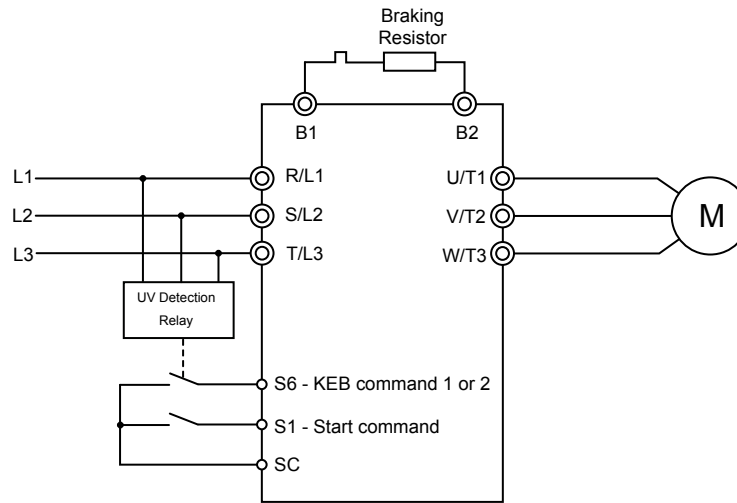 Braking
Resistor
B1
B2
L1
R/L1
U/T1
L2
S/L2
V/T2
M
L3
T/L3
W/T3
UV Detection
Relay
S6 - KEB command 1 or 2
S1 - Start command
SC